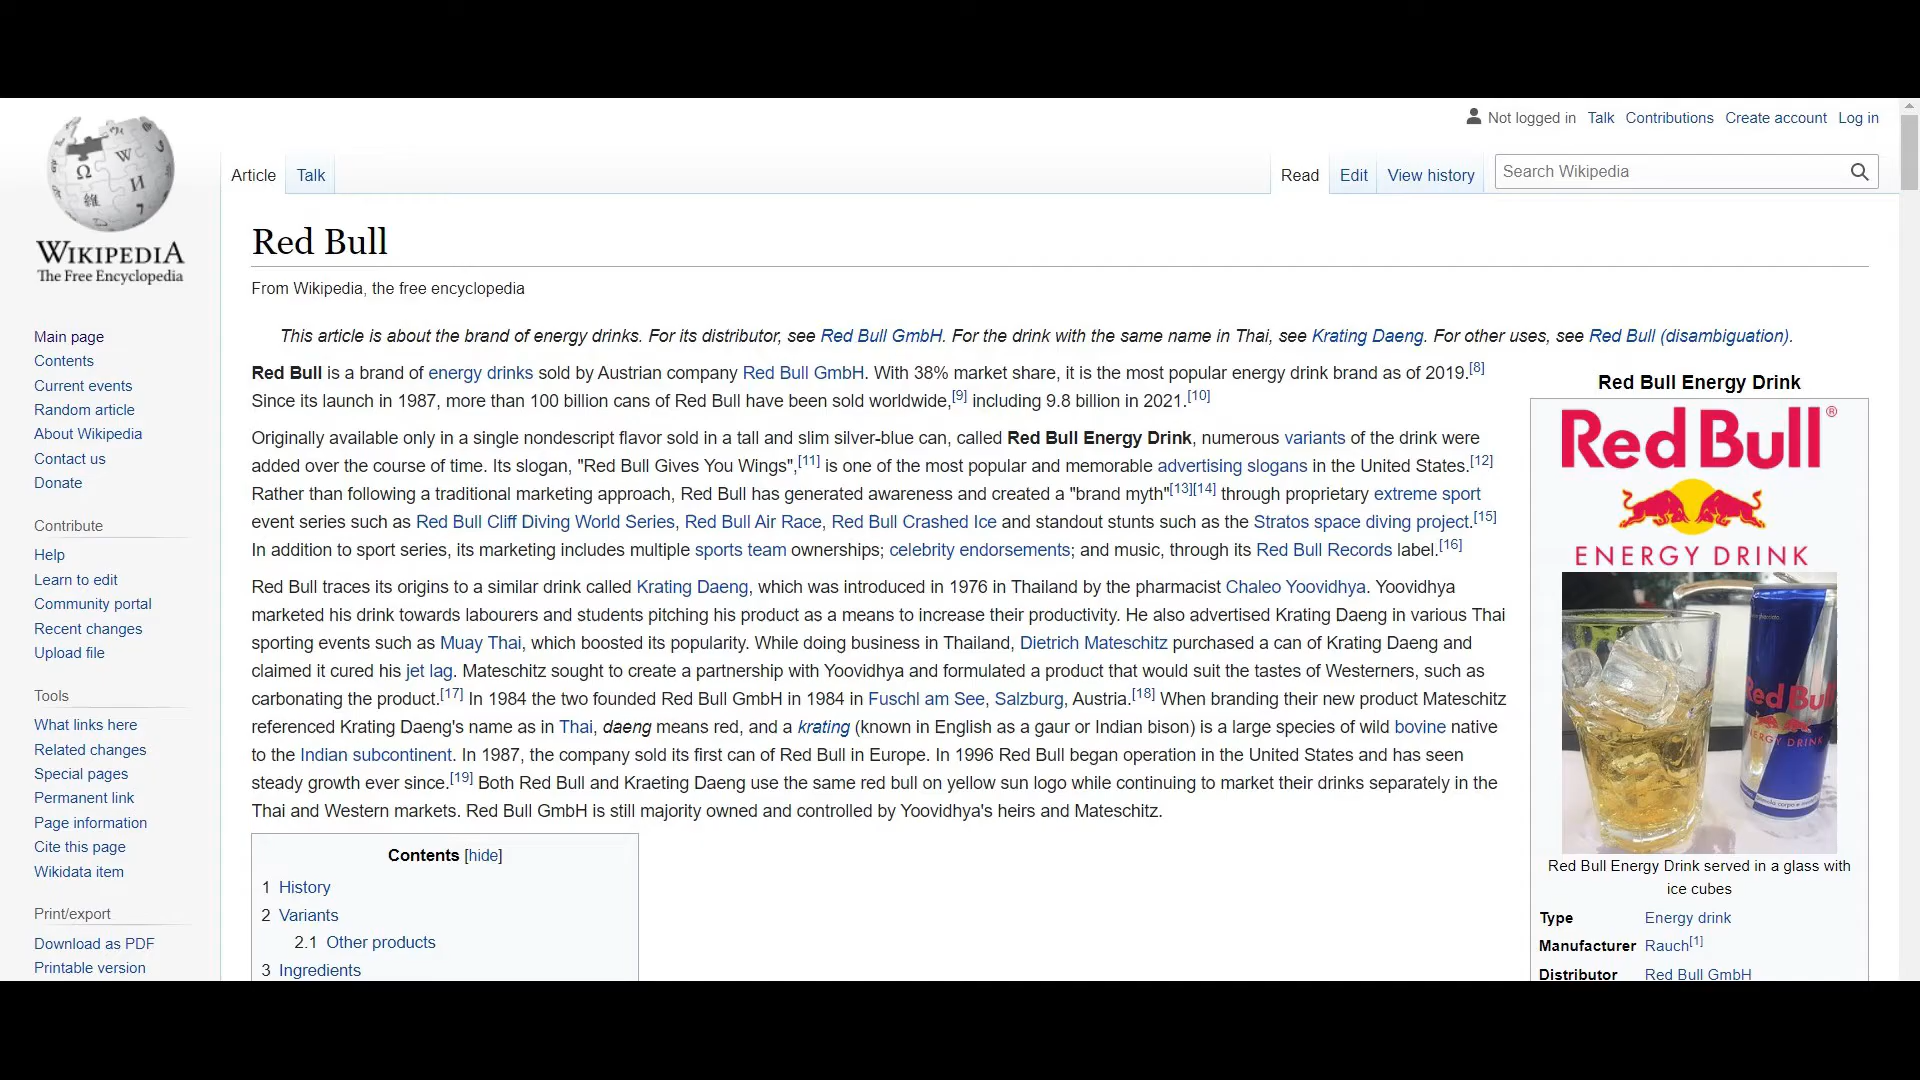 Not logged in Talk Contributions Create account Log in
Article Talk Read Edit View history Search Wikipedia
WIKIPEDIA
The Free Encyclopedia
Main page
Contents
Current events
Random article
About Wikipedia
Contact us
Donate
Contribute
Help
Learn to edit
Community portal
Recent changes
Upload file
Tools
What links here
Related changes
Special pages
Permanent link
Page information
Cite this page
Wikidata item
Print/export
Download as PDF
Printable version
Red Bull
From Wikipedia, the free encyclopedia
This article is about the brand of energy drinks. For its distributor, see Red Bull GmbH. For the drink with the same name in Thai, see Krating Daeng. For other uses, see Red Bull (disambiguation).
Red Bull is a brand of energy drinks sold by Austrian company Red Bull GmbH. With 38% market share, it is the most popular energy drink brand as of 2019.[8]
Since its launch in 1987, more than 100 billion cans of Red Bull have been sold worldwide,[9] including 9.8 billion in 2021.[10]
Originally available only in a single nondescript flavor sold in a tall and slim silver-blue can, called Red Bull Energy Drink, numerous variants of the drink were
added over the course of time. Its slogan, "Red Bull Gives You Wings",[11] is one of the most popular and memorable advertising slogans in the United States.[12]
Rather than following a traditional marketing approach, Red Bull has generated awareness and created a "brand myth"[13][14] through proprietary extreme sport
event series such as Red Bull Cliff Diving World Series, Red Bull Air Race, Red Bull Crashed Ice and standout stunts such as the Stratos space diving project.[15]
In addition to sport series, its marketing includes multiple sports team ownerships; celebrity endorsements; and music, through its Red Bull Records label.[16]
Red Bull traces its origins to a similar drink called Krating Daeng, which was introduced in 1976 in Thailand by the pharmacist Chaleo Yoovidhya. Yoovidhya
marketed his drink towards labourers and students pitching his product as a means to increase their productivity. He also advertised Krating Daeng in various Thai
sporting events such as Muay Thai, which boosted its popularity. While doing business in Thailand, Dietrich Mateschitz purchased a can of Krating Daeng and
claimed it cured his jet lag. Mateschitz sought to create a partnership with Yoovidhya and formulated a product that would suit the tastes of Westerners, such as
carbonating the product.[17] In 1984 the two founded Red Bull GmbH in 1984 in Fuschl am See, Salzburg, Austria.[18] When branding their new product Mateschitz
referenced Krating Daeng's name as in Thai, daeng means red, and a krating (known in English as a gaur or Indian bison) is a large species of wild bovine native
to the Indian subcontinent. In 1987, the company sold its first can of Red Bull in Europe. In 1996 Red Bull began operation in the United States and has seen
steady growth ever since.[19] Both Red Bull and Kraeting Daeng use the same red bull on yellow sun logo while continuing to market their drinks separately in the
Thai and Western markets. Red Bull GmbH is still majority owned and controlled by Yoovidhya's heirs and Mateschitz.
Contents [hide]
1 History
2 Variants
2.1 Other products
3 Ingredients
Red Bull Energy Drink
Red Bull®
ENERGY DRINK
Red Bull
ENERGY DRINK
Red Bull Energy Drink served in a glass with
ice cubes
Type Energy drink
Manufacturer Rauch[1]
Distributor Red Bull GmbH